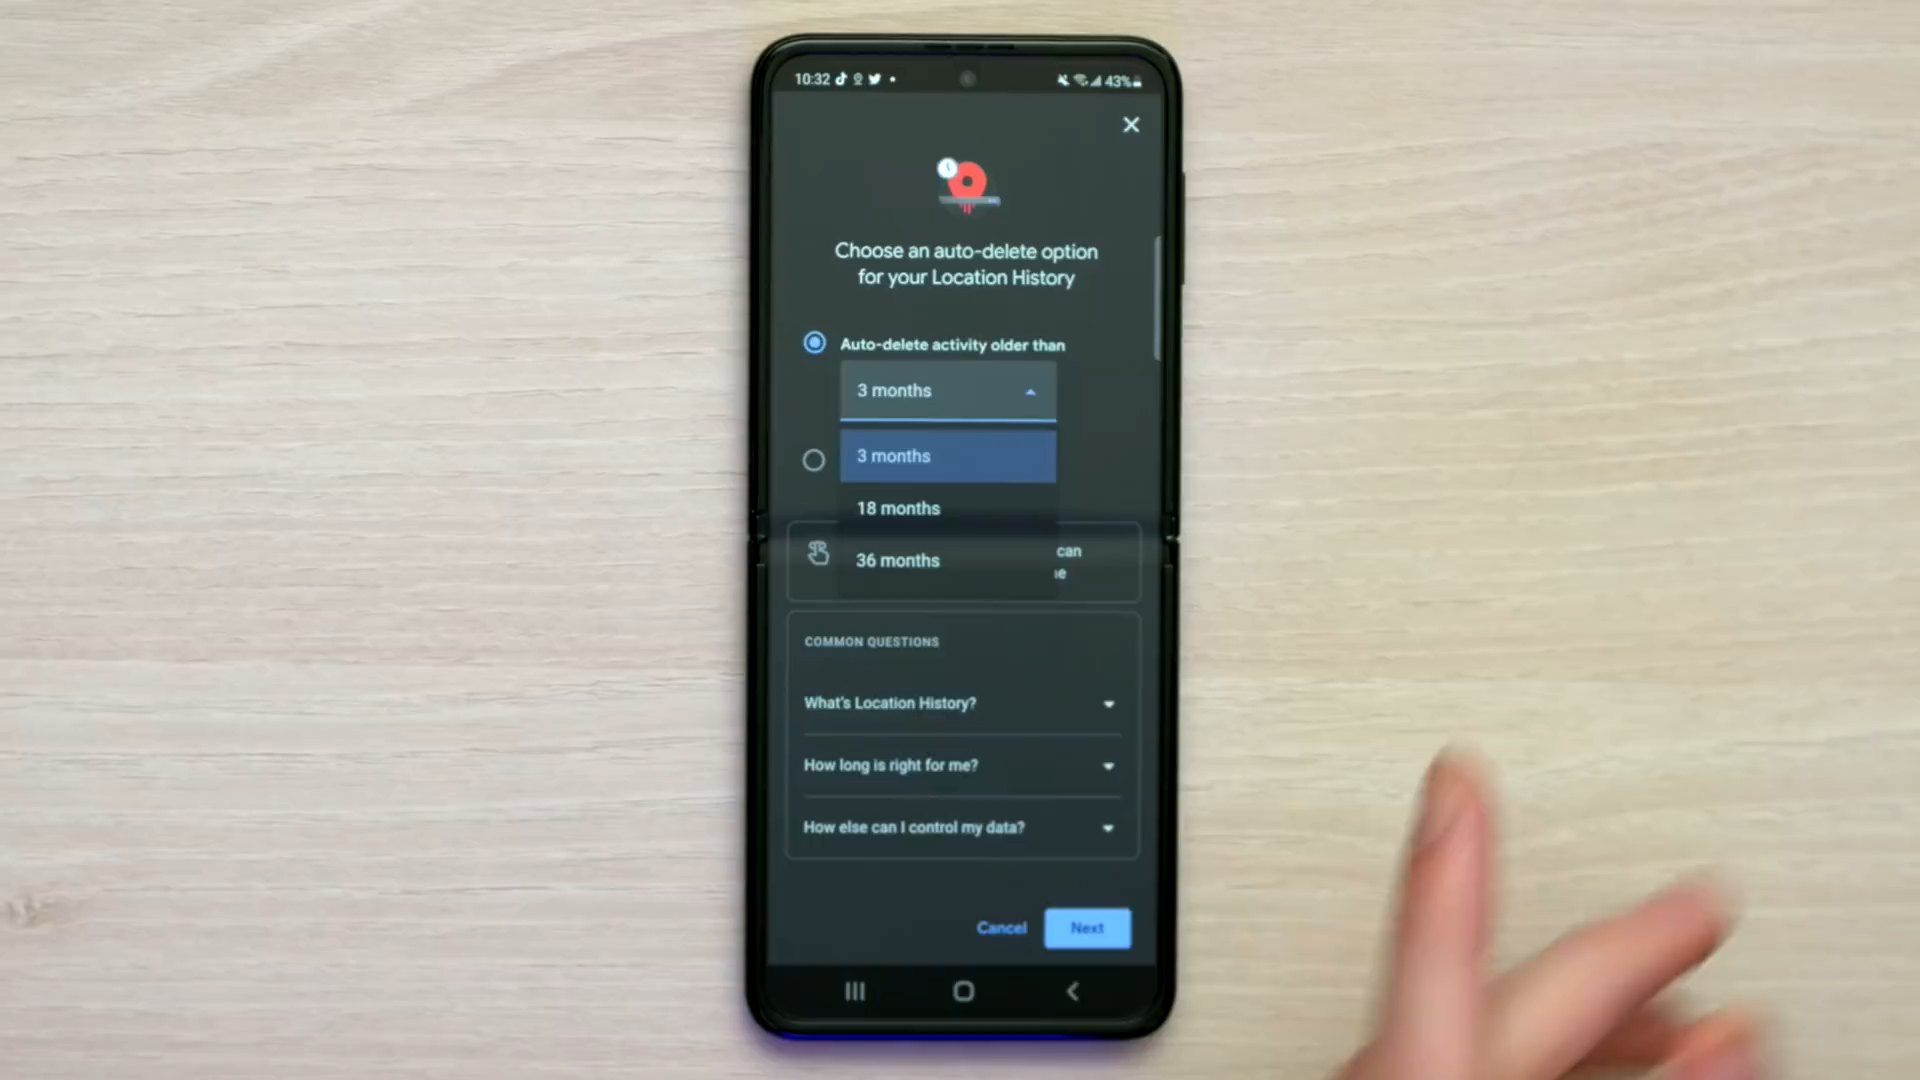 10:32
43%
Choose an auto-delete option
for your Location History
Auto-delete activity older than
3 months
3 months
18 months
36 months
can
COMMON QUESTIONS
What's Location History?
How long is right for me?
How else can I control my data?
Cancel
Next